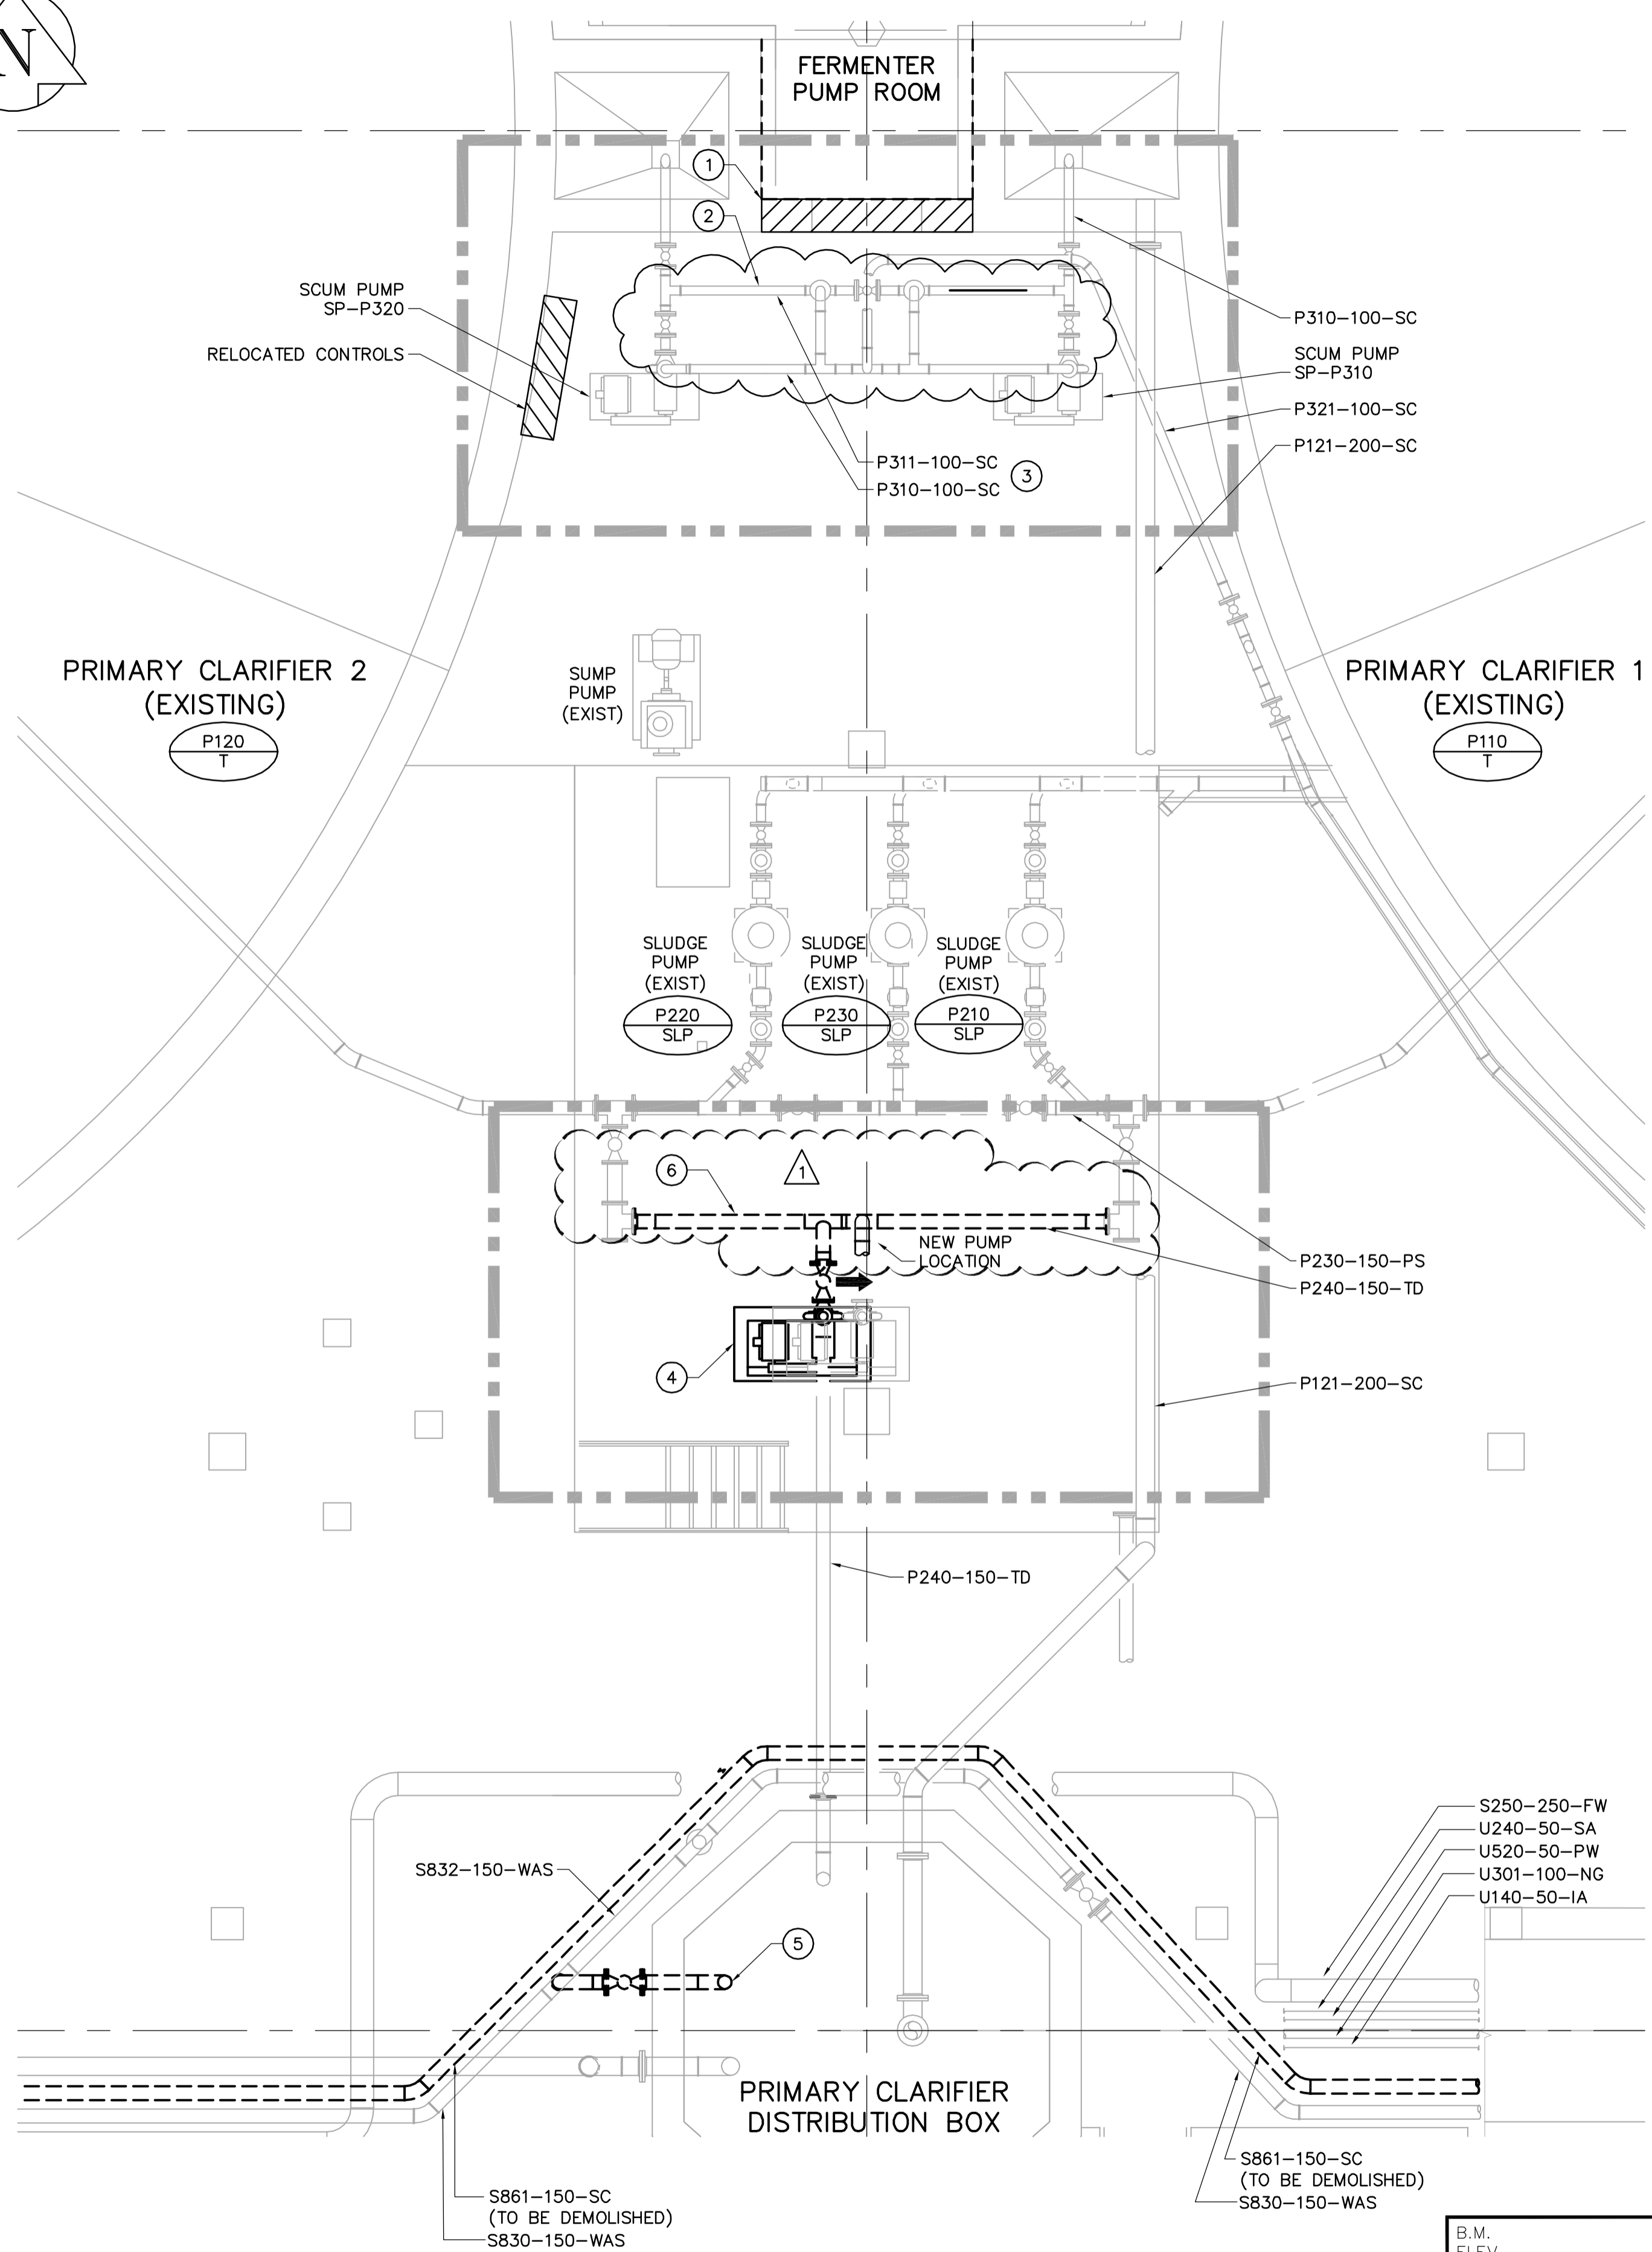 N
FERMENTER
PUMP ROOM
1
2
SCUM PUMP
SP-P320
RELOCATED CONTROLS
P310-100-SC
SCUM PUMP
SP-P310
P321-100-SC
P121-200-SC
P311-100-SC
P310-100-SC
3
PRIMARY CLARIFIER 2
(EXISTING)
P120
T
SUMP
PUMP
(EXIST)
PRIMARY CLARIFIER 1
(EXISTING)
P110
T
SLUDGE
PUMP
(EXIST)
P220
SLP
SLUDGE
PUMP
(EXIST)
P230
SLP
SLUDGE
PUMP
(EXIST)
P210
SLP
6
1
NEW PUMP
LOCATION
P230-150-PS
P240-150-TD
4
P121-200-SC
P240-150-TD
S832-150-WAS
S250-250-FW
U240-50-SA
U520-50-PW
U301-100-NG
U140-50-IA
5
PRIMARY CLARIFIER
DISTRIBUTION BOX
S861-150-SC
(TO BE DEMOLISHED)
S830-150-WAS
S861-150-SC
(TO BE DEMOLISHED)
S830-150-WAS
B.M.
ELEV.